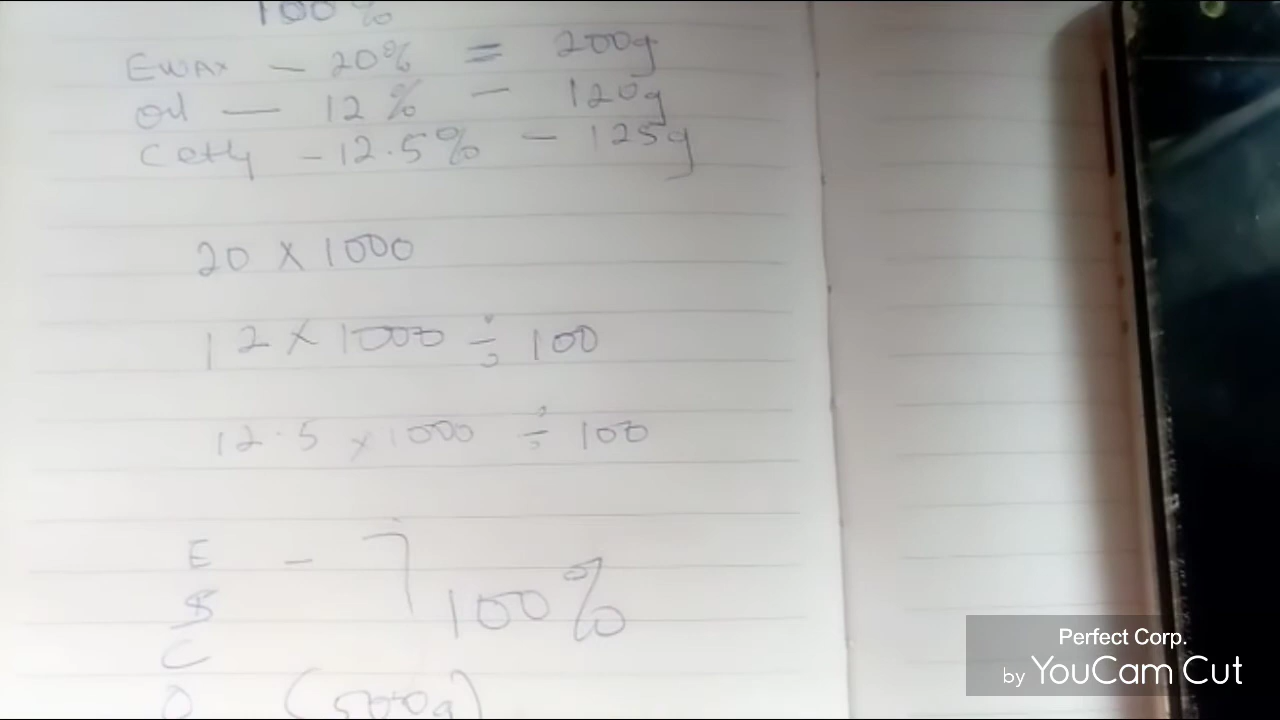 100%
Ewax - 20% = 200g
Oil - 12% - 120g
Cetly - 12.5% - 125g
20 x 1000
12 x 1000 ÷ 100
12.5 x 1000 ÷ 100
E -
100%
C
O (500g)
Perfect Corp.
by YouCam Cut